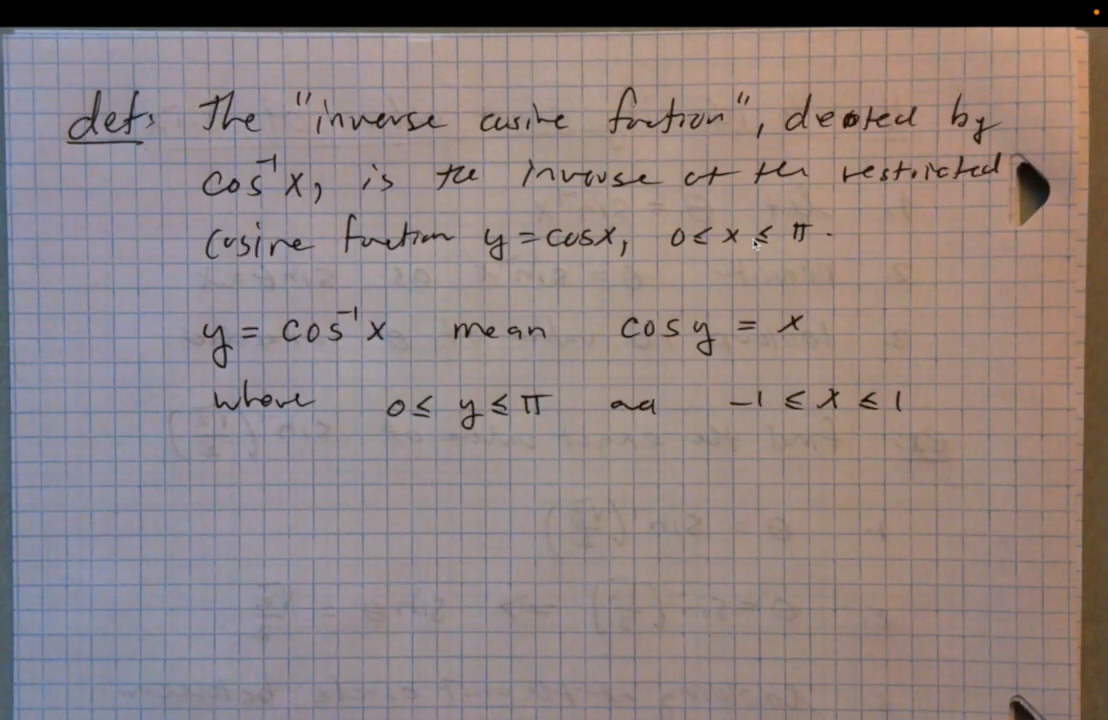 def: The "inverse cosine function", denoted by
cos⁻¹x, is the inverse of the restricted
cosine function y = cosx, 0 ≤ x ≤ π.
y = cos⁻¹x mean cos y = x
where 0 ≤ y ≤ π and -1 ≤ x ≤ 1